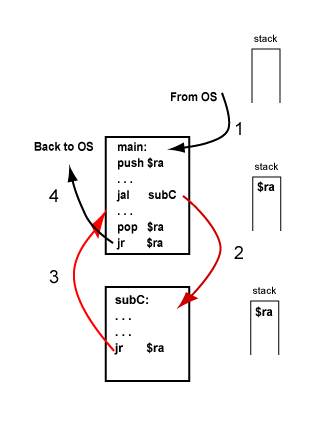 stack
From OS
1
Back to OS
main:
push $ra
. . .
jal subC
. . .
pop $ra
jr $ra
4
stack
$ra
2
3
subC:
. . .
. . .
jr $ra
stack
$ra